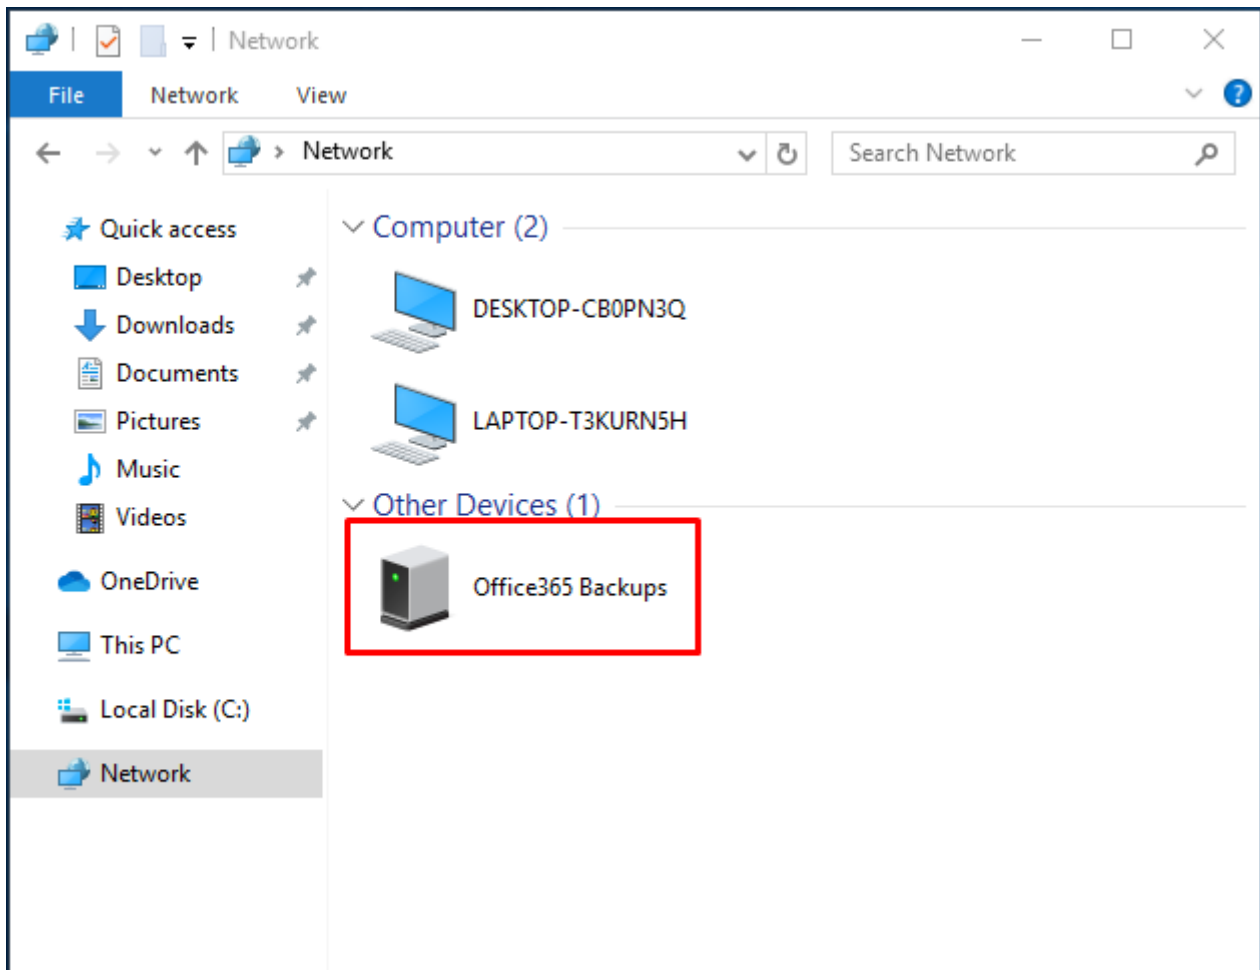 Network
File Network View
Network
Search Network
Quick access
Desktop
Downloads
Documents
Pictures
Music
Videos
OneDrive
This PC
Local Disk (C:)
Network
Computer (2)
DESKTOP-CB0PN3Q
LAPTOP-T3KURN5H
Other Devices (1)
Office365 Backups